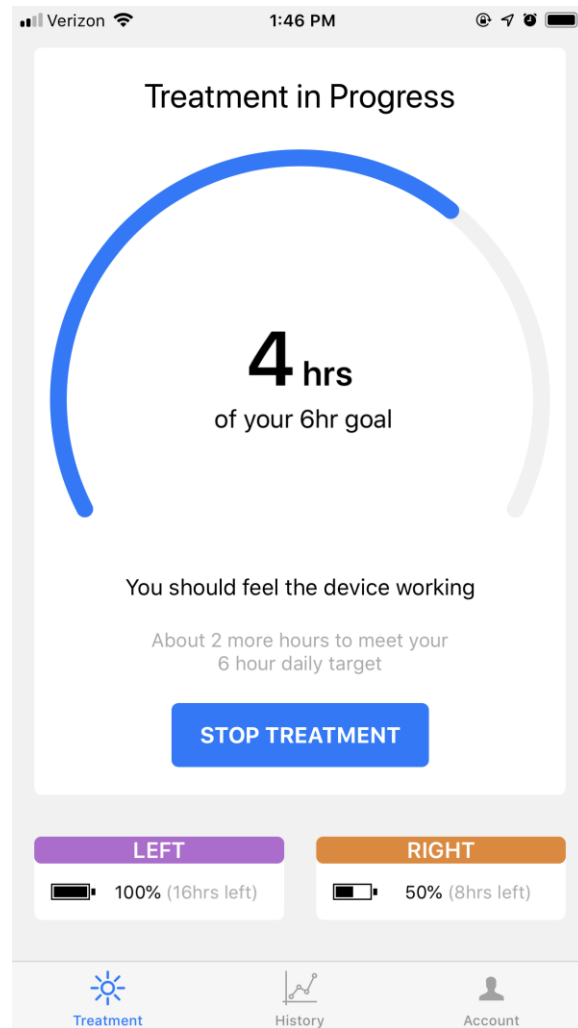 Verizon 1:46 PM
Treatment in Progress
4 hrs
of your 6hr goal
You should feel the device working
About 2 more hours to meet your
6 hour daily target
STOP TREATMENT
LEFT RIGHT
100% (16hrs left) 50% (8hrs left)
Treatment History Account